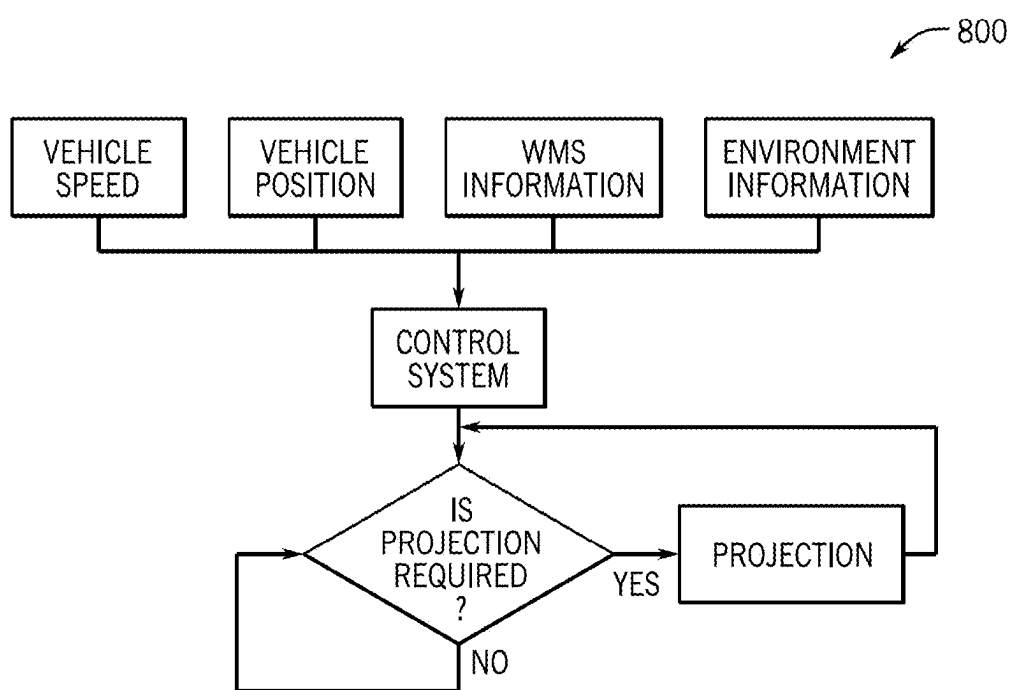 800
VEHICLE
SPEED
VEHICLE
POSITION
WMS
INFORMATION
ENVIRONMENT
INFORMATION
CONTROL
SYSTEM
IS
PROJECTION
REQUIRED
?
YES
PROJECTION
NO